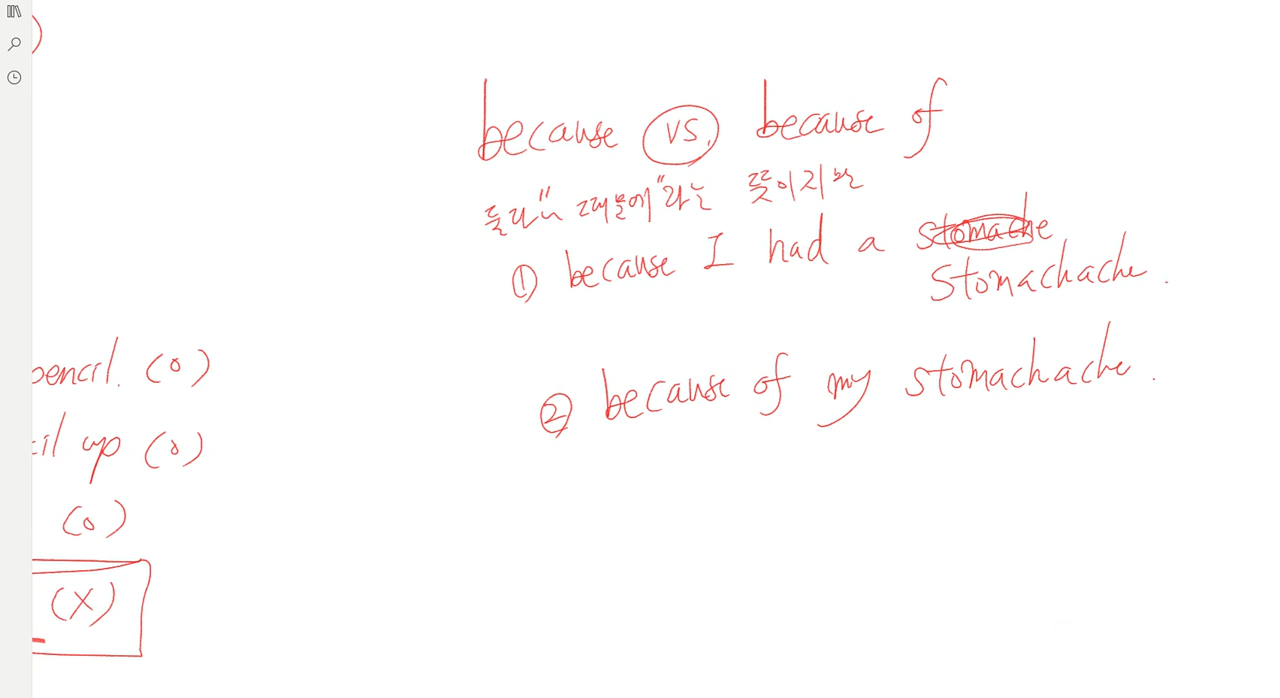 because vs. because of
둘다 "~ 때문에"라는 뜻이지만
① because I had a stomache
stomachache.
② because of my stomachache.
pencil. (o)
cil up (o)
(o)
(X)